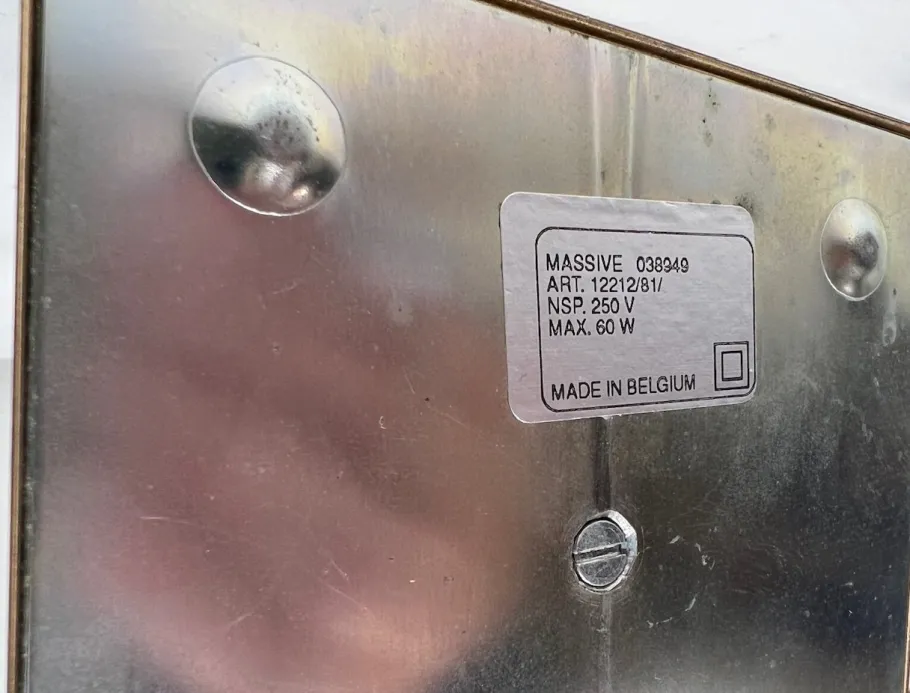 MASSIVE 038949
ART. 12212/81/
NSP. 250 V
MAX. 60 W
MADE IN BELGIUM